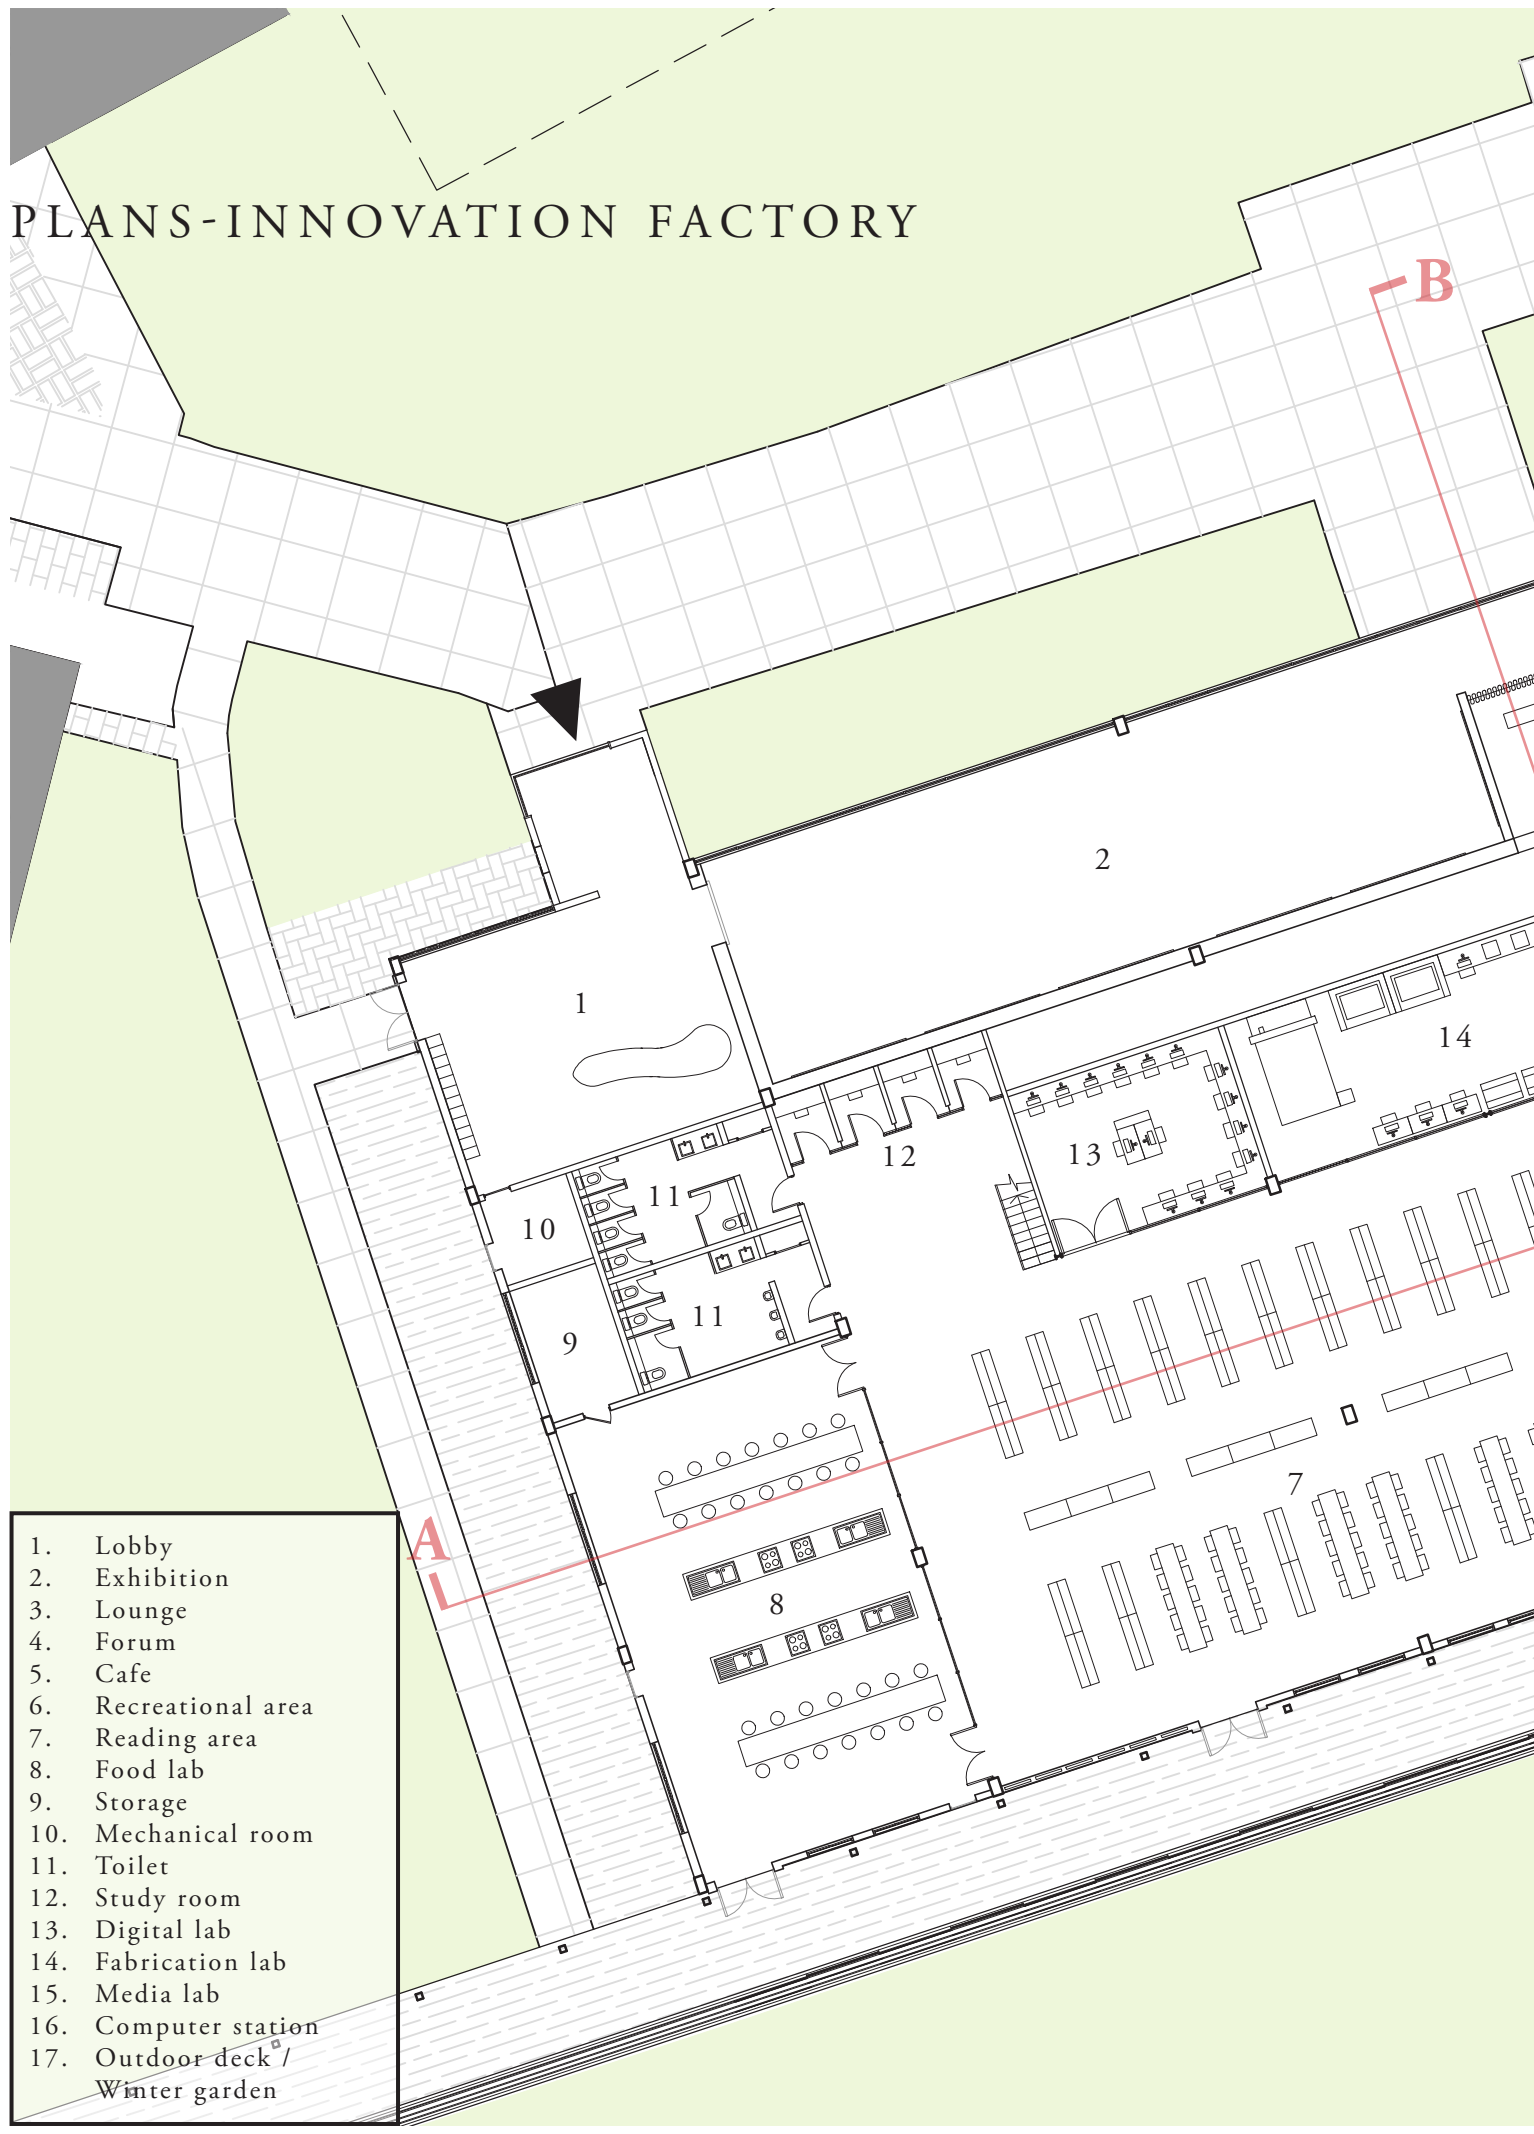 PLANS-INNOVATION FACTORY
B
2
1
14
12
13
11
10
11
9
7
A
8
1. Lobby
2. Exhibition
3. Lounge
4. Forum
5. Cafe
6. Recreational area
7. Reading area
8. Food lab
9. Storage
10. Mechanical room
11. Toilet
12. Study room
13. Digital lab
14. Fabrication lab
15. Media lab
16. Computer station
17. Outdoor deck /
Winter garden